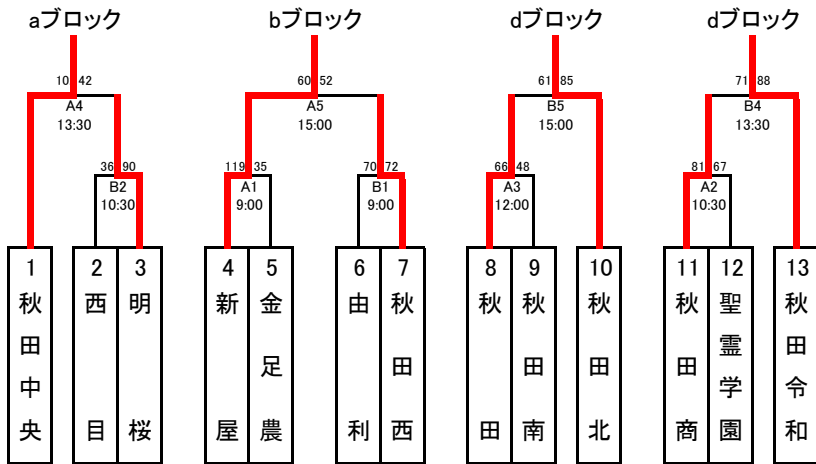 aブロック bブロック dブロック dブロック
10 42 60 52 61 85 71 88
A4 A5 B5 B4
13:30 15:00 15:00 13:30
36 90 119 35 70 72 66 48 81 67
B2 A1 B1 A3 A2
10:30 9:00 9:00 12:00 10:30
1 秋田中央
2 西目
3 明桜
4 新屋
5 金足農
6 由利
7 秋田西
8 秋田
9 秋田南
10 秋田北
11 秋田商
12 聖霊学園
13 秋田令和